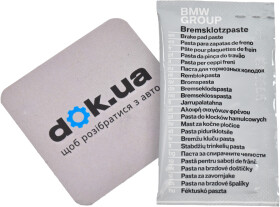 dok.ua
щоб розібратися з авто
BMW
GROUP
Bremsklotzpaste
Brake pad paste
Pasta para zapatas de freno
Pâte pour plaquettes de frein
Pasta da pinça do travão
Pasta per ceppi freni
Паста для тормозных колодок
Remblokpasta
Bromspasta
Bremseklodspasta
Bremseklosspasta
Jarrupalatahna
Αλοιφή σιαγόνων φρένου
Pasta do klocków hamulcowych
Mast za kočne pločice
Pasta pidurikletsile
Bremžu kluču pasta
Stabdžių trinkelių pasta
Паста за спирачните челюсти
Pastă pentru saboti de frână
Pasta na brzdové doštičky
Pasta za zavornjake
Pasta na brzdové špalíky
Féktuskó paszta